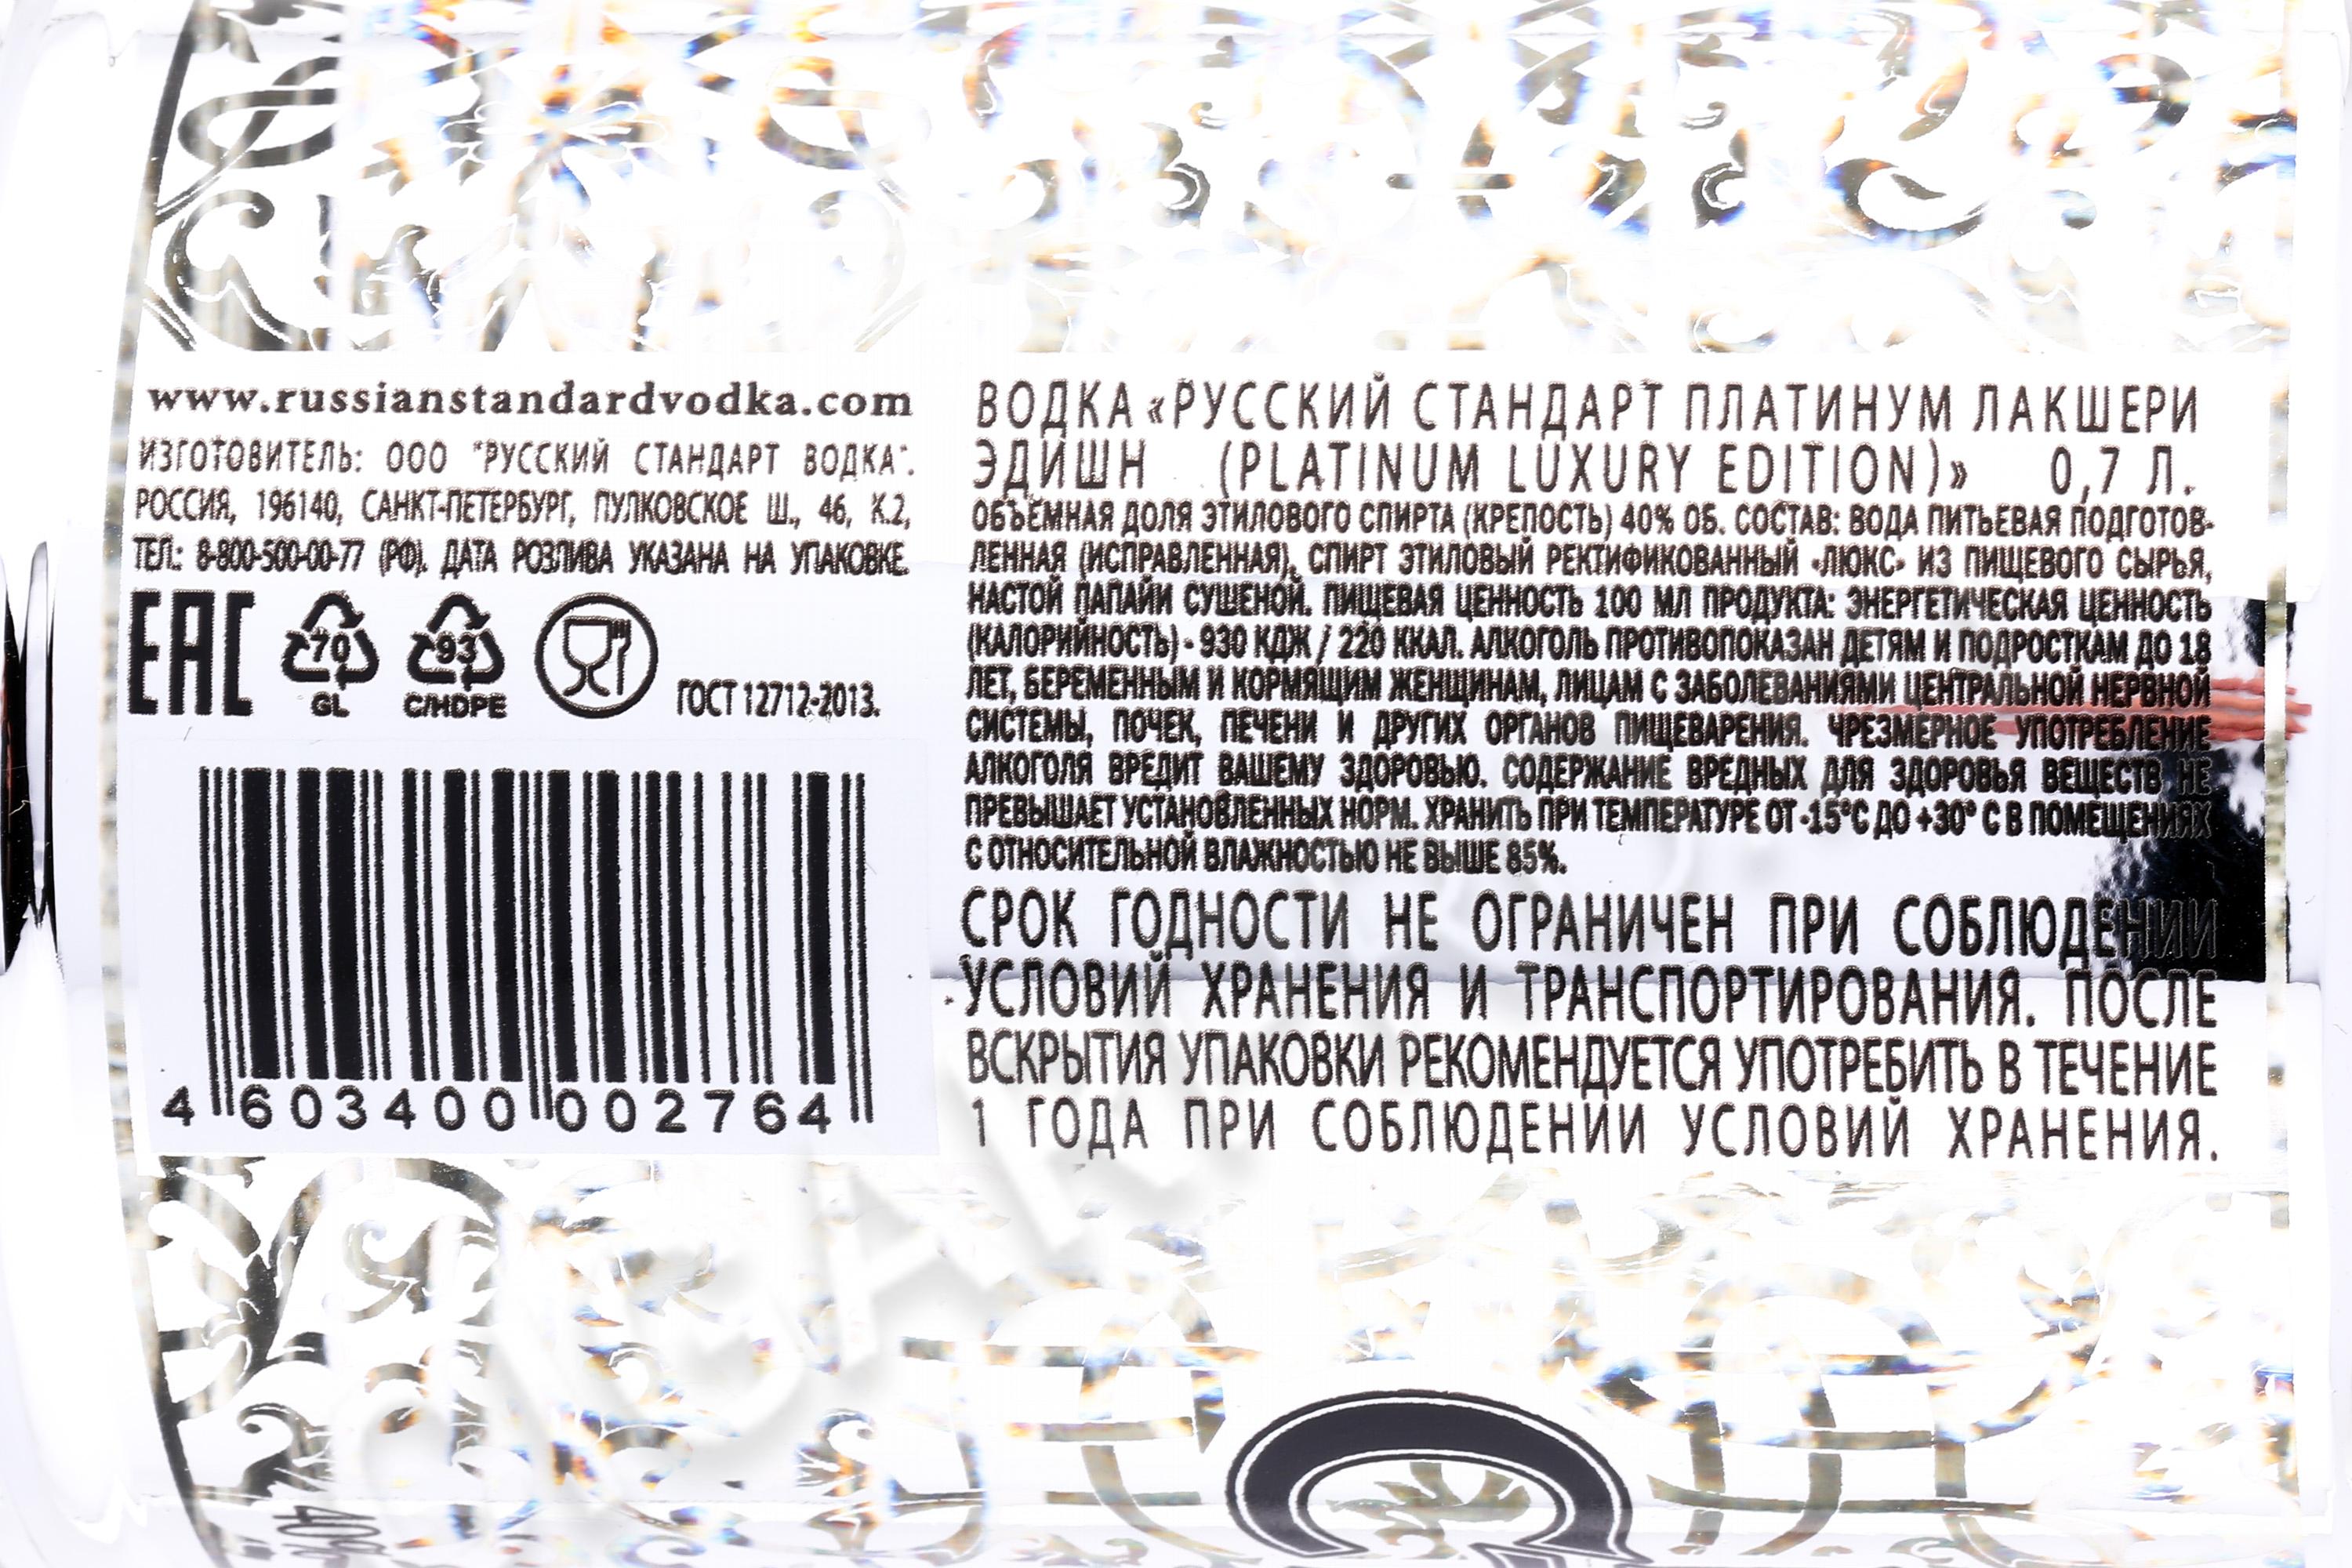 www.russianstandardvodka.com
ИЗГОТОВИТЕЛЬ: ООО "РУССКИЙ СТАНДАРТ ВОДКА".
РОССИЯ, 196140, САНКТ-ПЕТЕРБУРГ, ПУЛКОВСКОЕ Ш., 46, К.2,
ТЕЛ.: 8-800-500-00-77 (РФ). ДАТА РОЗЛИВА УКАЗАНА НА УПАКОВКЕ.
EAC 70 93
GL C/HDPE
ГОСТ 12712-2013.
4 603400 002764
ВОДКА «РУССКИЙ СТАНДАРТ ПЛАТИНУМ ЛАКШЕРИ
ЭДИШН (PLATINUM LUXURY EDITION)» 0,7 Л.
ОБЪЁМНАЯ ДОЛЯ ЭТИЛОВОГО СПИРТА (КРЕПОСТЬ) 40% ОБ. СОСТАВ: ВОДА ПИТЬЕВАЯ ПОДГОТОВ-
ЛЕННАЯ (ИСПРАВЛЕННАЯ), СПИРТ ЭТИЛОВЫЙ РЕКТИФИКОВАННЫЙ «ЛЮКС» ИЗ ПИЩЕВОГО СЫРЬЯ,
НАСТОЙ ПАПАЙИ СУШЕНОЙ. ПИЩЕВАЯ ЦЕННОСТЬ 100 МЛ ПРОДУКТА: ЭНЕРГЕТИЧЕСКАЯ ЦЕННОСТЬ
(КАЛОРИЙНОСТЬ) - 930 КДЖ / 220 ККАЛ. АЛКОГОЛЬ ПРОТИВОПОКАЗАН ДЕТЯМ И ПОДРОСТКАМ ДО 18
ЛЕТ, БЕРЕМЕННЫМ И КОРМЯЩИМ ЖЕНЩИНАМ, ЛИЦАМ С ЗАБОЛЕВАНИЯМИ ЦЕНТРАЛЬНОЙ НЕРВНОЙ
СИСТЕМЫ, ПОЧЕК, ПЕЧЕНИ И ДРУГИХ ОРГАНОВ ПИЩЕВАРЕНИЯ. ЧРЕЗМЕРНОЕ УПОТРЕБЛЕНИЕ
АЛКОГОЛЯ ВРЕДИТ ВАШЕМУ ЗДОРОВЬЮ. СОДЕРЖАНИЕ ВРЕДНЫХ ДЛЯ ЗДОРОВЬЯ ВЕЩЕСТВ НЕ
ПРЕВЫШАЕТ УСТАНОВЛЕННЫХ НОРМ. ХРАНИТЬ ПРИ ТЕМПЕРАТУРЕ ОТ -15°С ДО +30° С В ПОМЕЩЕНИЯХ
С ОТНОСИТЕЛЬНОЙ ВЛАЖНОСТЬЮ НЕ ВЫШЕ 85%.
СРОК ГОДНОСТИ НЕ ОГРАНИЧЕН ПРИ СОБЛЮДЕНИИ
УСЛОВИЙ ХРАНЕНИЯ И ТРАНСПОРТИРОВАНИЯ. ПОСЛЕ
ВСКРЫТИЯ УПАКОВКИ РЕКОМЕНДУЕТСЯ УПОТРЕБИТЬ В ТЕЧЕНИЕ
1 ГОДА ПРИ СОБЛЮДЕНИИ УСЛОВИЙ ХРАНЕНИЯ.
40%